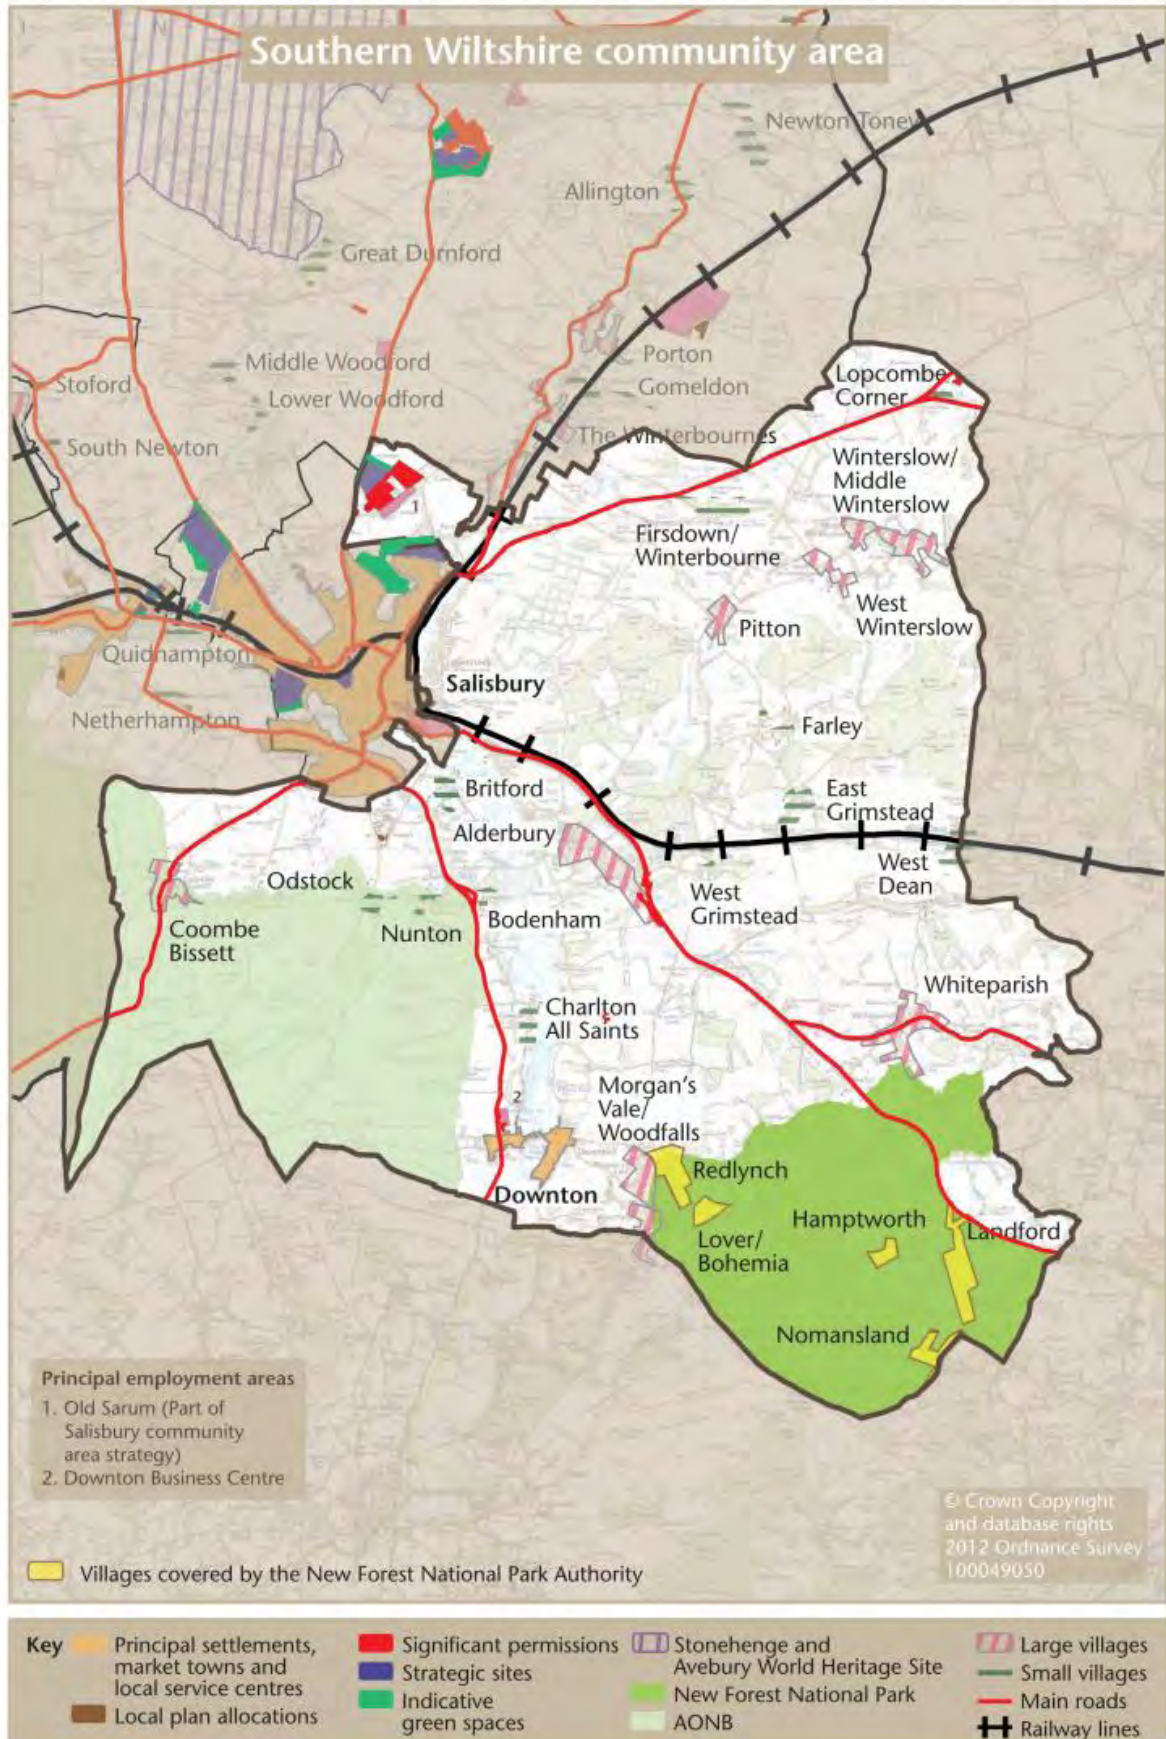 Southern Wiltshire community area
Newton Toney
Allington
Great Durnford
Porton
Middle Woodford
Stoford
Gomeldon
Lopcombe
Corner
Lower Woodford
The Winterbournes
South Newton
Winterslow/
Middle
Winterslow
1
Firsdown/
Winterbourne
West
Winterslow
Pitton
Quidhampton
Salisbury
Netherhampton
Farley
Britford
East
Grimstead
Alderbury
West
Dean
Odstock
West
Grimstead
Coombe
Bissett
Nunton
Bodenham
Whiteparish
Charlton
All Saints
Morgan's
Vale/
Woodfalls
2
Redlynch
Downton
Hamptworth
Landford
Lover/
Bohemia
Nomansland
Principal employment areas
1. Old Sarum (Part of
Salisbury community
area strategy)
2. Downton Business Centre
© Crown Copyright
and database rights
2012 Ordnance Survey
100049050
Villages covered by the New Forest National Park Authority
Key
Principal settlements,
market towns and
local service centres
Local plan allocations
Significant permissions
Strategic sites
Indicative
green spaces
Stonehenge and
Avebury World Heritage Site
New Forest National Park
AONB
Large villages
Small villages
Main roads
Railway lines